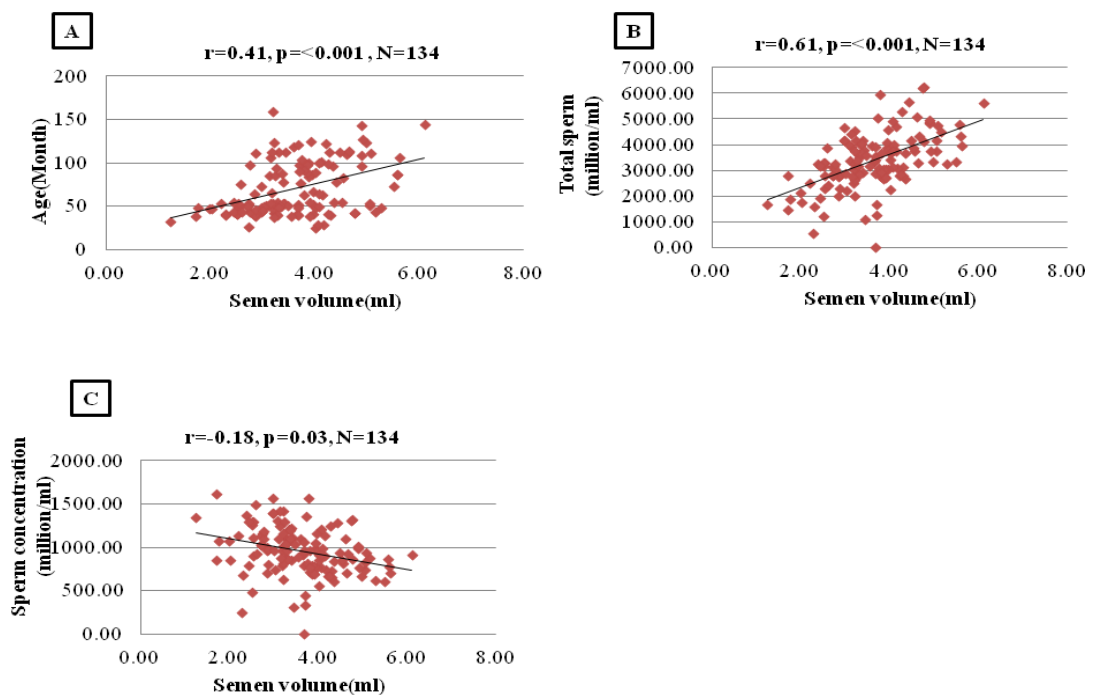 A
r=0.41, p=<0.001, N=134
Age(Month)
200
150
100
50
0
0.00 2.00 4.00 6.00 8.00
Semen volume(ml)
B
r=0.61, p=<0.001, N=134
Total sperm
(million/ml)
7000.00
6000.00
5000.00
4000.00
3000.00
2000.00
1000.00
0.00
0.00 2.00 4.00 6.00 8.00
Semen volume(ml)
C
r=-0.18, p=0.03, N=134
Sperm concentration
(million/ml)
2000.00
1500.00
1000.00
500.00
0.00
0.00 2.00 4.00 6.00 8.00
Semen volume(ml)